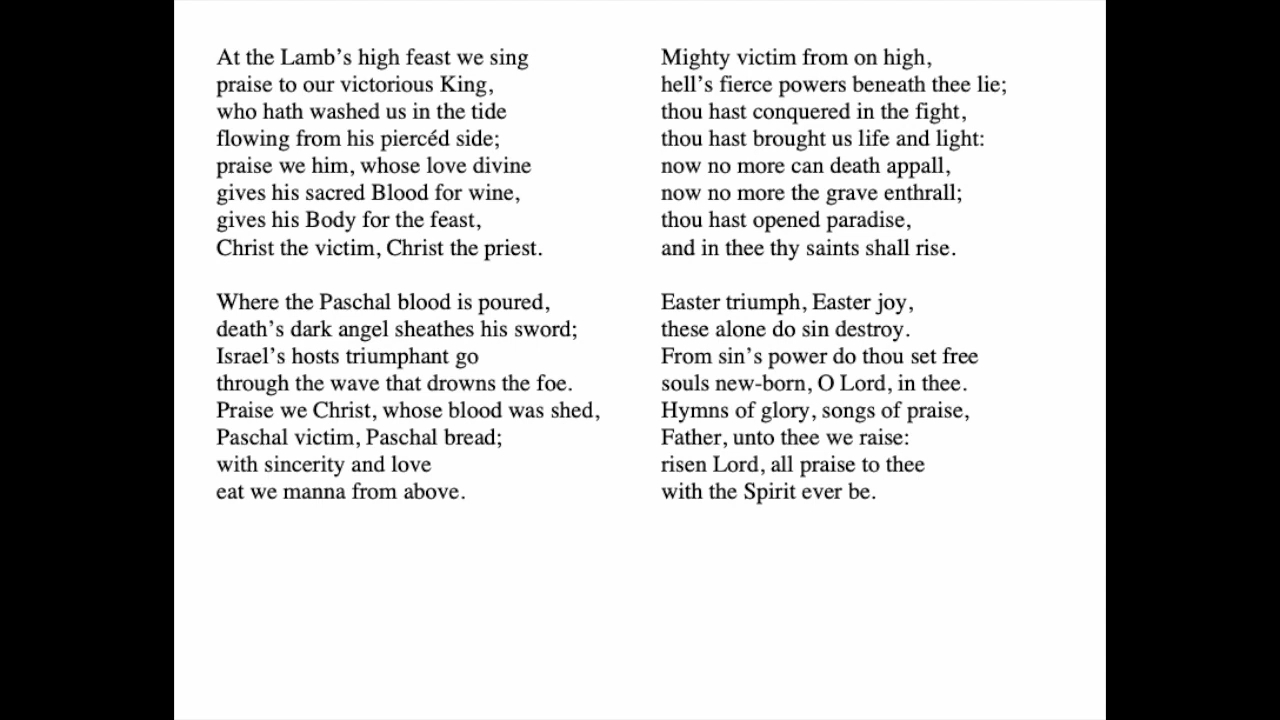 At the Lamb’s high feast we sing
praise to our victorious King,
who hath washed us in the tide
flowing from his piercéd side;
praise we him, whose love divine
gives his sacred Blood for wine,
gives his Body for the feast,
Christ the victim, Christ the priest.
Where the Paschal blood is poured,
death’s dark angel sheathes his sword;
Israel’s hosts triumphant go
through the wave that drowns the foe.
Praise we Christ, whose blood was shed,
Paschal victim, Paschal bread;
with sincerity and love
eat we manna from above.
Mighty victim from on high,
hell’s fierce powers beneath thee lie;
thou hast conquered in the fight,
thou hast brought us life and light:
now no more can death appall,
now no more the grave enthrall;
thou hast opened paradise,
and in thee thy saints shall rise.
Easter triumph, Easter joy,
these alone do sin destroy.
From sin’s power do thou set free
souls new-born, O Lord, in thee.
Hymns of glory, songs of praise,
Father, unto thee we raise:
risen Lord, all praise to thee
with the Spirit ever be.